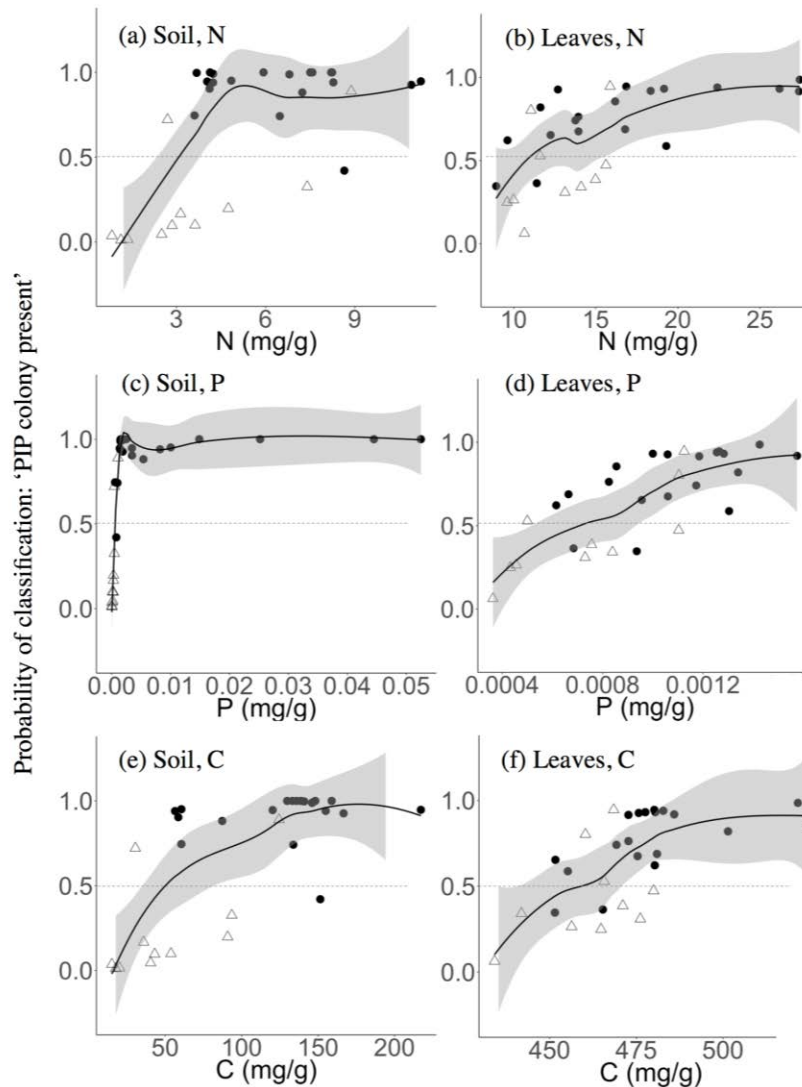 Probability of classification: ‘PIP colony present’
(a) Soil, N
1.0
0.5
0.0
3 6 9
N (mg/g)
(b) Leaves, N
1.0
0.5
0.0
10 15 20 25
N (mg/g)
(c) Soil, P
1.0
0.5
0.0
0.00 0.01 0.02 0.03 0.04 0.05
P (mg/g)
(d) Leaves, P
1.0
0.5
0.0
0.0004 0.0012
P (mg/g)
(e) Soil, C
1.0
0.5
0.0
50 100 150 200
C (mg/g)
(f) Leaves, C
1.0
0.5
0.0
450 475 500
C (mg/g)